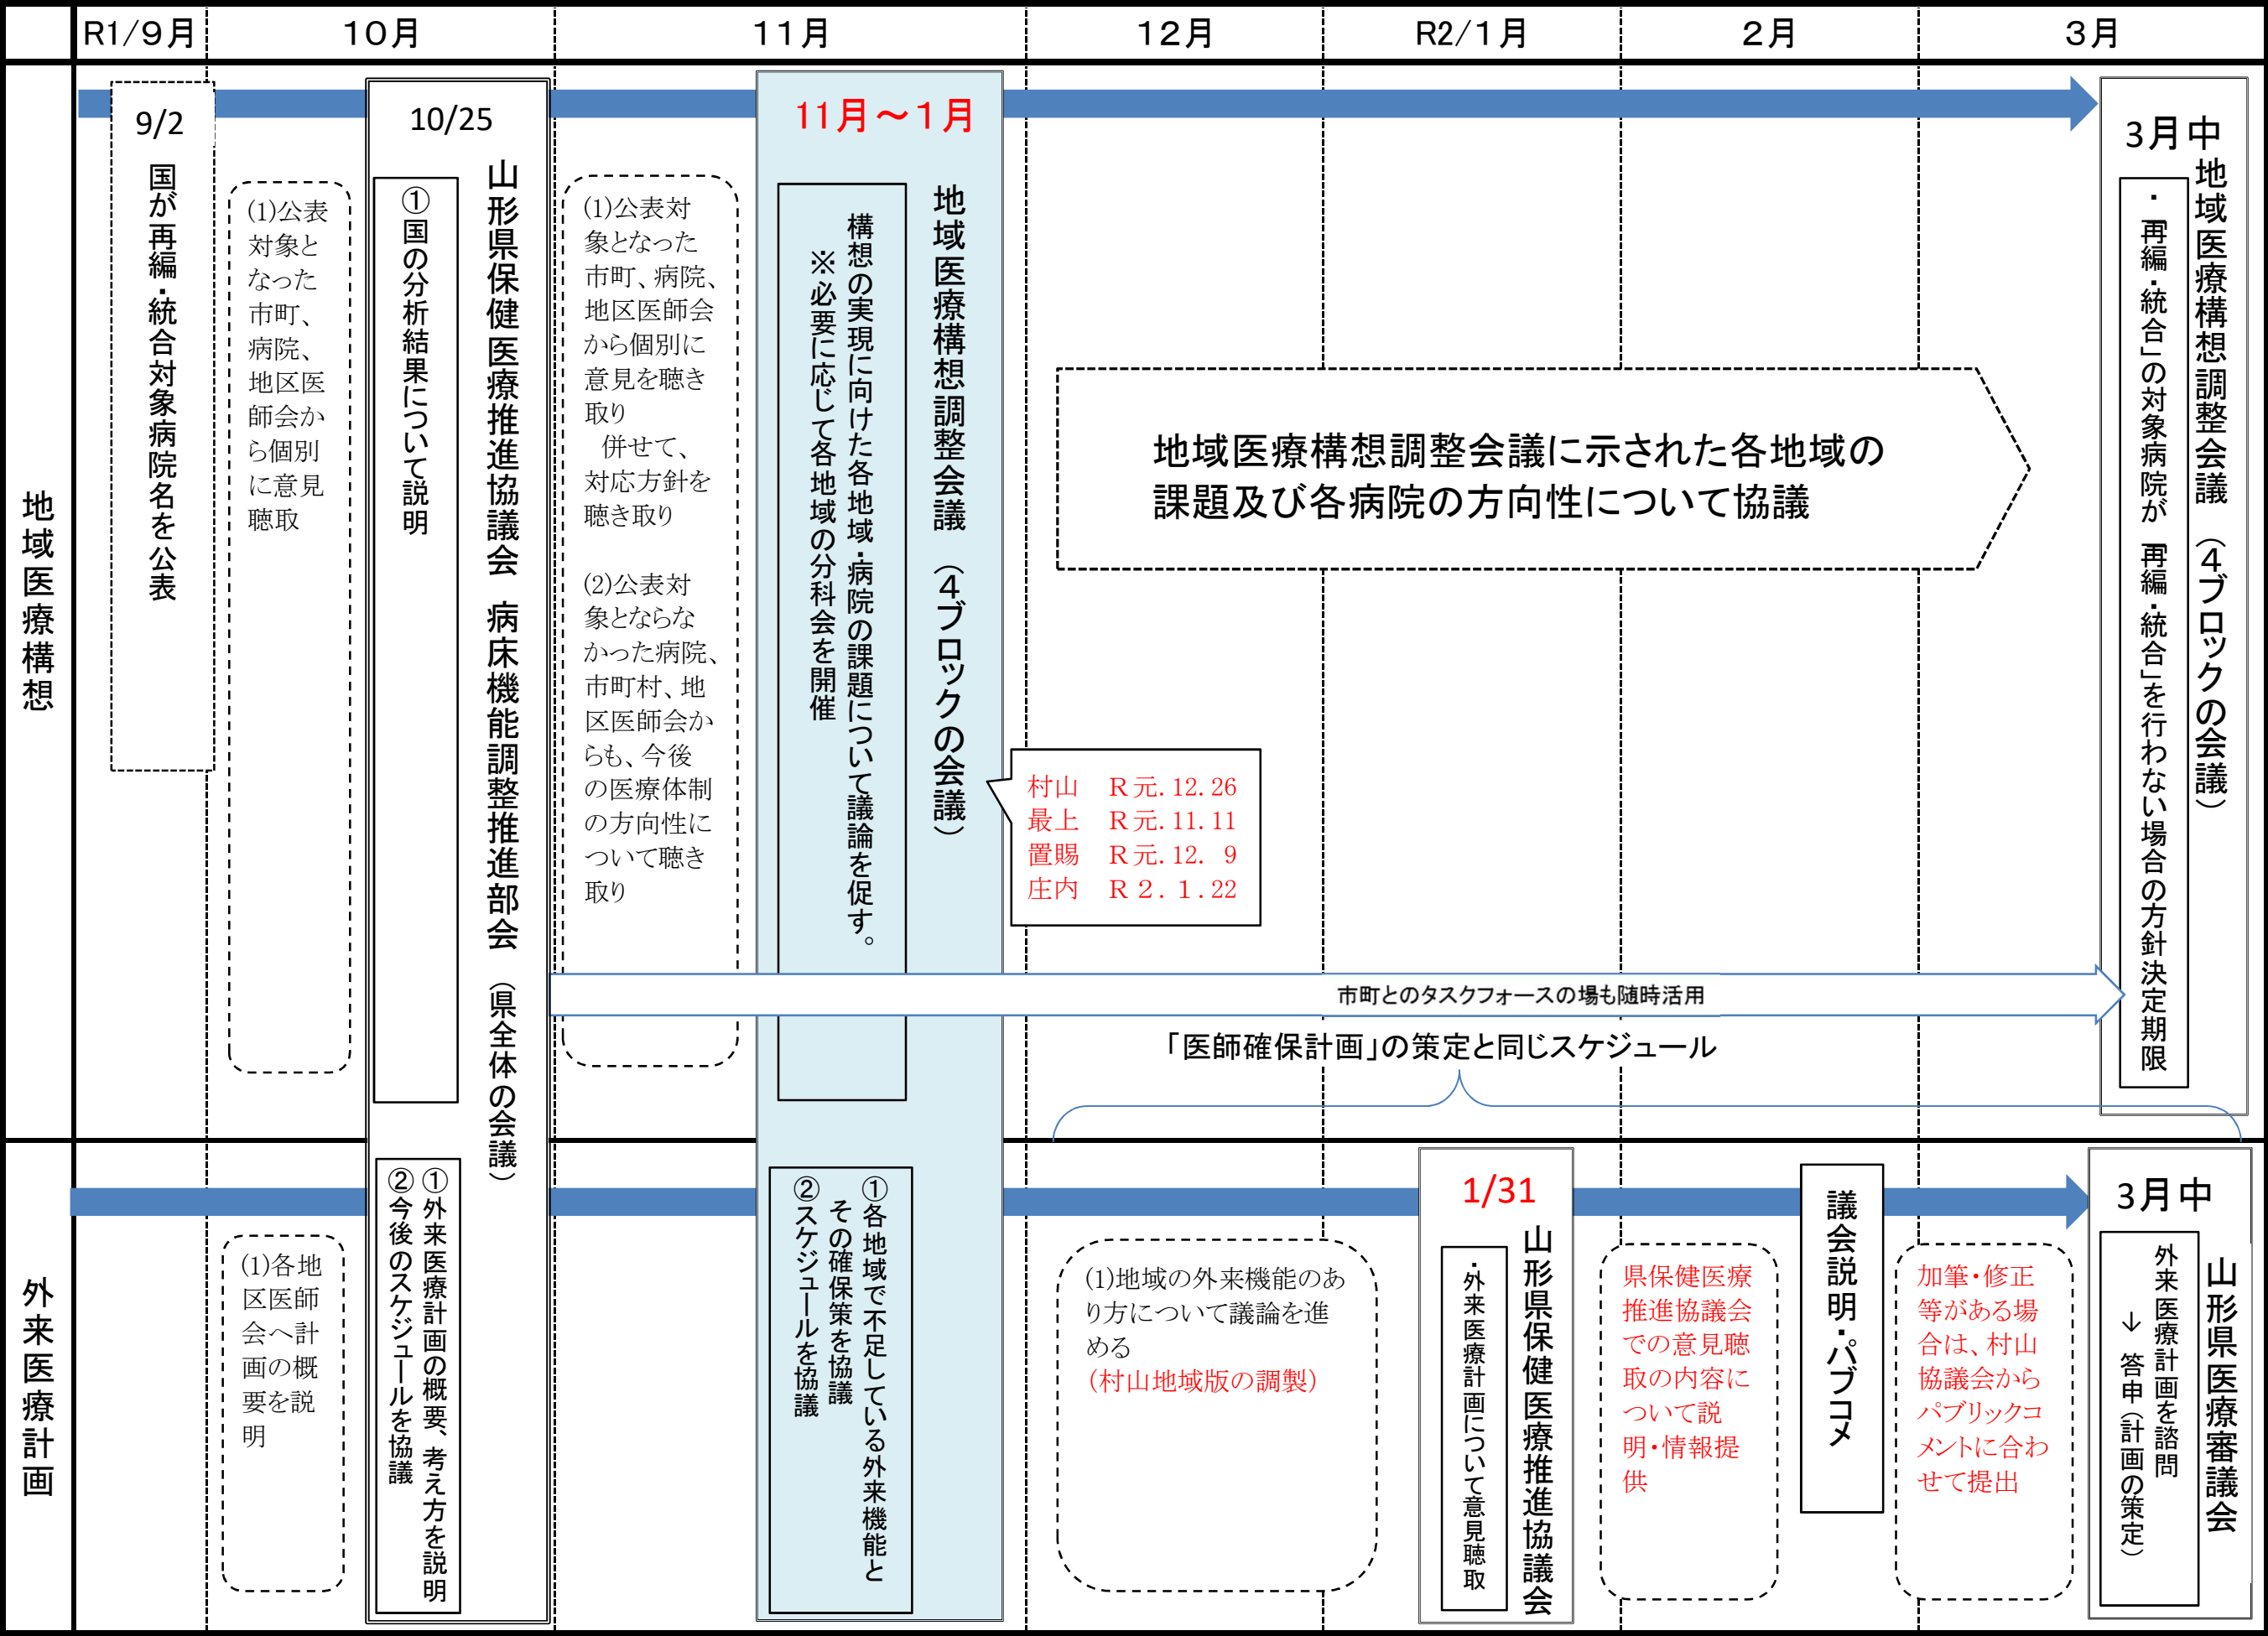 R1/9月
10月
11月
12月
R2/1月
2月
3月
地域医療構想
9/2
国が再編・統合対象病院名を公表
(1)公表
対象と
なった
市町、
病院、
地区医
師会か
ら個別
に意見
聴取
10/25
山形県保健医療推進協議会 病床機能調整推進部会（県全体の会議）
①国の分析結果について説明
(1)公表対
象となった
市町、病院、
地区医師会
から個別に
意見を聴き
取り
併せて、
対応方針を
聴き取り
(2)公表対
象とならな
かった病院、
市町村、地
区医師会か
らも、今後
の医療体制
の方向性に
ついて聴き
取り
11月～1月
地域医療構想調整会議（4ブロックの会議）
構想の実現に向けた各地域・病院の課題について議論を促す。
※必要に応じて各地域の分科会を開催
村山 R元.12.26
最上 R元.11.11
置賜 R元.12. 9
庄内 R２.１.22
地域医療構想調整会議に示された各地域の
課題及び各病院の方向性について協議
3月中
地域医療構想調整会議（4ブロックの会議）
・「再編・統合」の対象病院が「再編・統合」を行わない場合の方針決定期限
市町とのタスクフォースの場も随時活用
「医師確保計画」の策定と同じスケジュール
外来医療計画
(1)各地
区医師
会へ計
画の概
要を説
明
①外来医療計画の概要、考え方を説明
②今後のスケジュールを協議
①各地域で不足している外来機能と
その確保策を協議
②スケジュールを協議
(1)地域の外来機能のあ
り方について議論を進
める
（村山地域版の調製）
1/31
山形県保健医療推進協議会
・外来医療計画について意見聴取
県保健医療
推進協議会
での意見聴
取の内容に
ついて説
明・情報提
供
議会説明・パブコメ
加筆・修正
等がある場
合は、村山
協議会から
パブリックコ
メントに合わ
せて提出
3月中
山形県医療審議会
外来医療計画を諮問
↓ 答申（計画の策定）